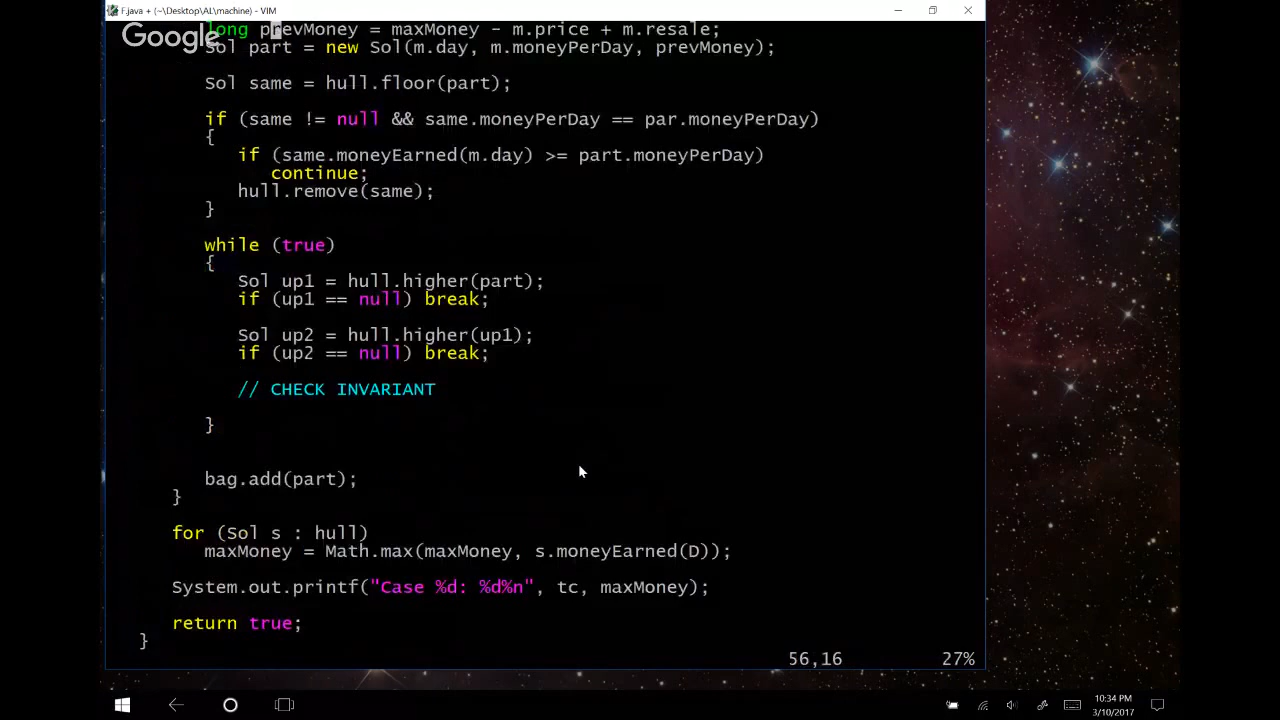 F.java + (~\Desktop\AL\machine) - VIM
Google
long prevMoney = maxMoney - m.price + m.resale;
Sol part = new Sol(m.day, m.moneyPerDay, prevMoney);
Sol same = hull.floor(part);
if (same != null && same.moneyPerDay == par.moneyPerDay)
{
if (same.moneyEarned(m.day) >= part.moneyPerDay)
continue;
hull.remove(same);
}
while (true)
{
Sol up1 = hull.higher(part);
if (up1 == null) break;
Sol up2 = hull.higher(up1);
if (up2 == null) break;
// CHECK INVARIANT
}
bag.add(part);
}
for (Sol s : hull)
maxMoney = Math.max(maxMoney, s.moneyEarned(D));
System.out.printf("Case %d: %d%n", tc, maxMoney);
return true;
}
56,16 27%
10:34 PM
3/10/2017